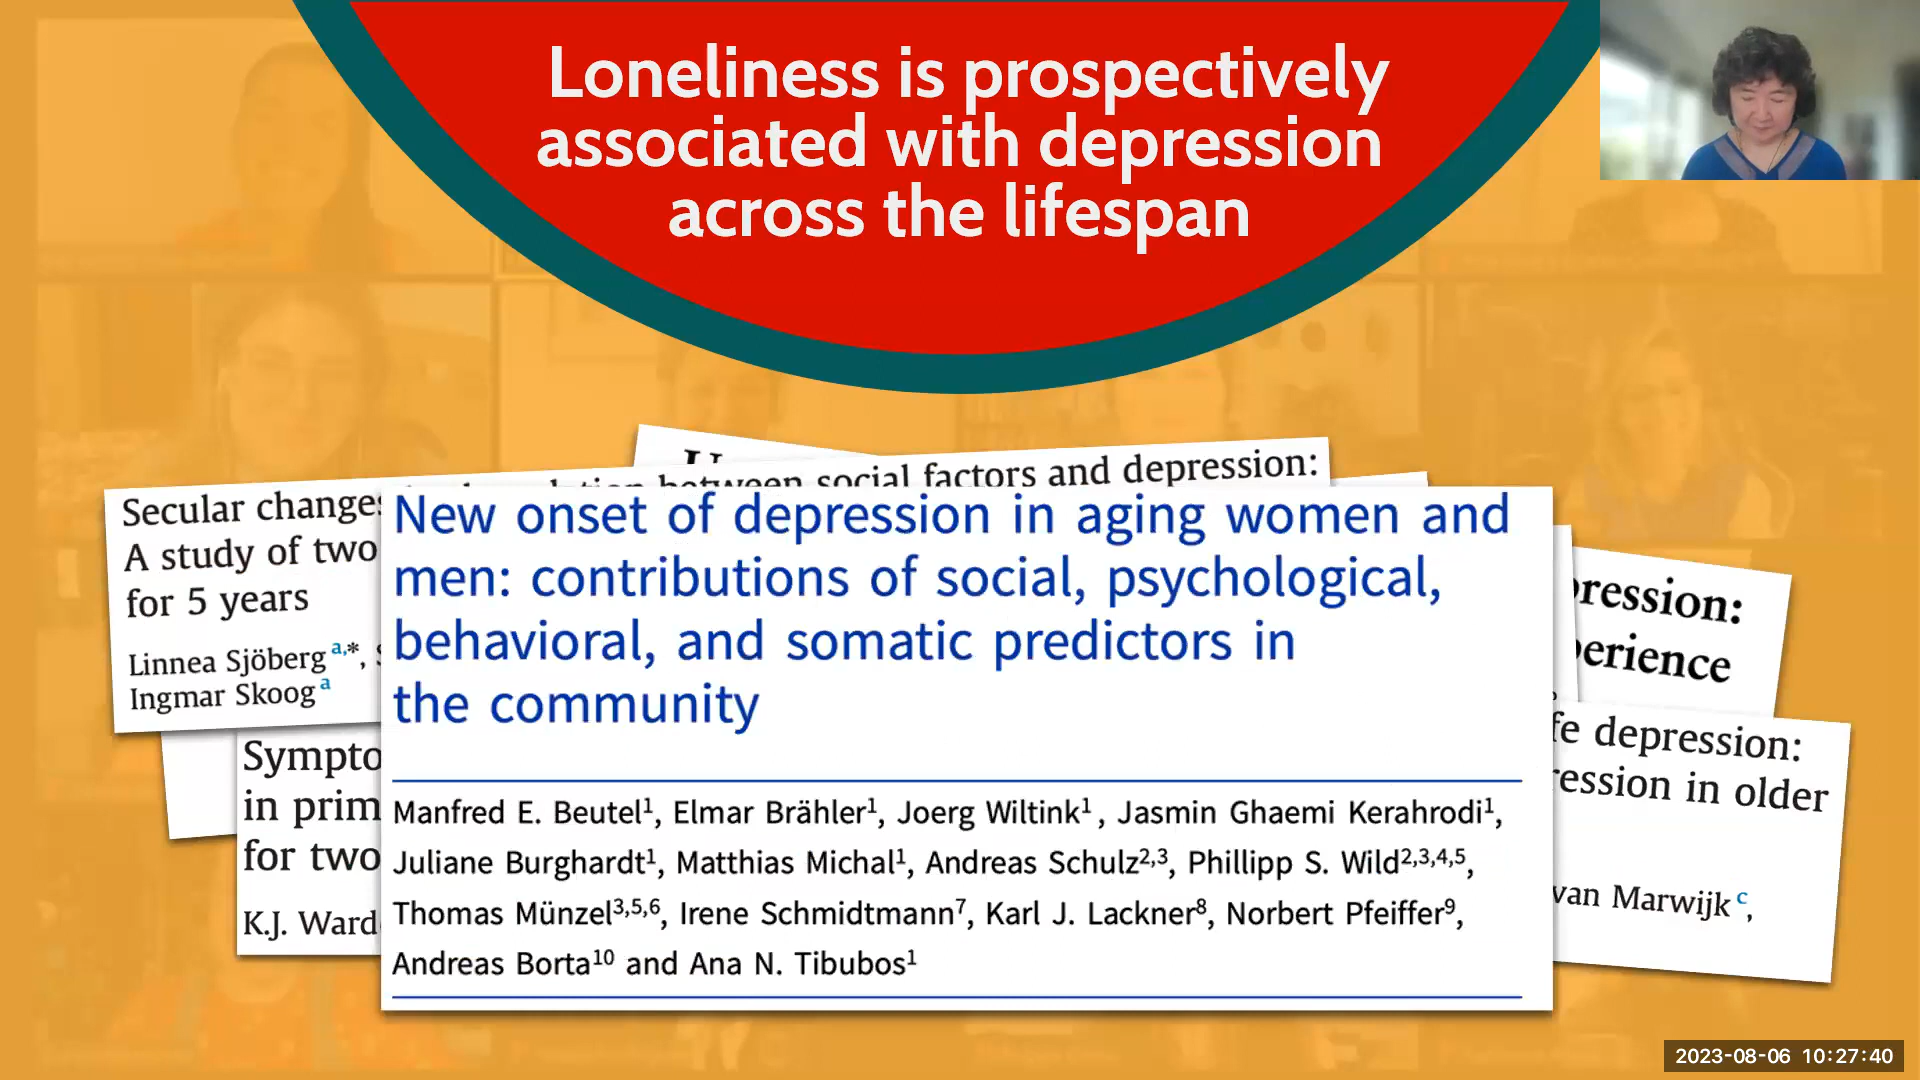 Loneliness is prospectively
associated with depression
across the lifespan
between social factors and depression:
Secular changes
A study of two
for 5 years
Linnea Sjöberg a,*,
Ingmar Skoog a
New onset of depression in aging women and
men: contributions of social, psychological,
behavioral, and somatic predictors in
the community
Manfred E. Beutel1, Elmar Brähler1, Joerg Wiltink1, Jasmin Ghaemi Kerahrodi1,
Juliane Burghardt1, Matthias Michal1, Andreas Schulz2,3, Phillipp S. Wild2,3,4,5,
Thomas Münzel3,5,6, Irene Schmidtmann7, Karl J. Lackner8, Norbert Pfeiffer9,
Andreas Borta10 and Ana N. Tibubos1
Sympto
in prim
for two
K.J. Ward
pression:
perience
fe depression:
ression in older
van Marwijk c,
2023-08-06 10:27:40